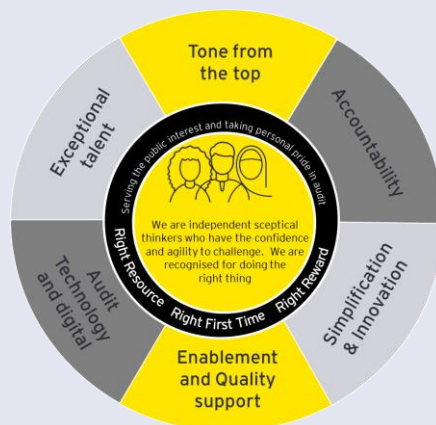 Tone from
the top
Accountability
Simplification
& Innovation
Enablement
and Quality
support
Audit
Technology
and digital
Exceptional
talent
Serving the public interest and taking personal pride in audit
We are independent sceptical
thinkers who have the confidence
and agility to challenge. We are
recognised for doing the
right thing
Right Resource
Right First Time
Right Reward